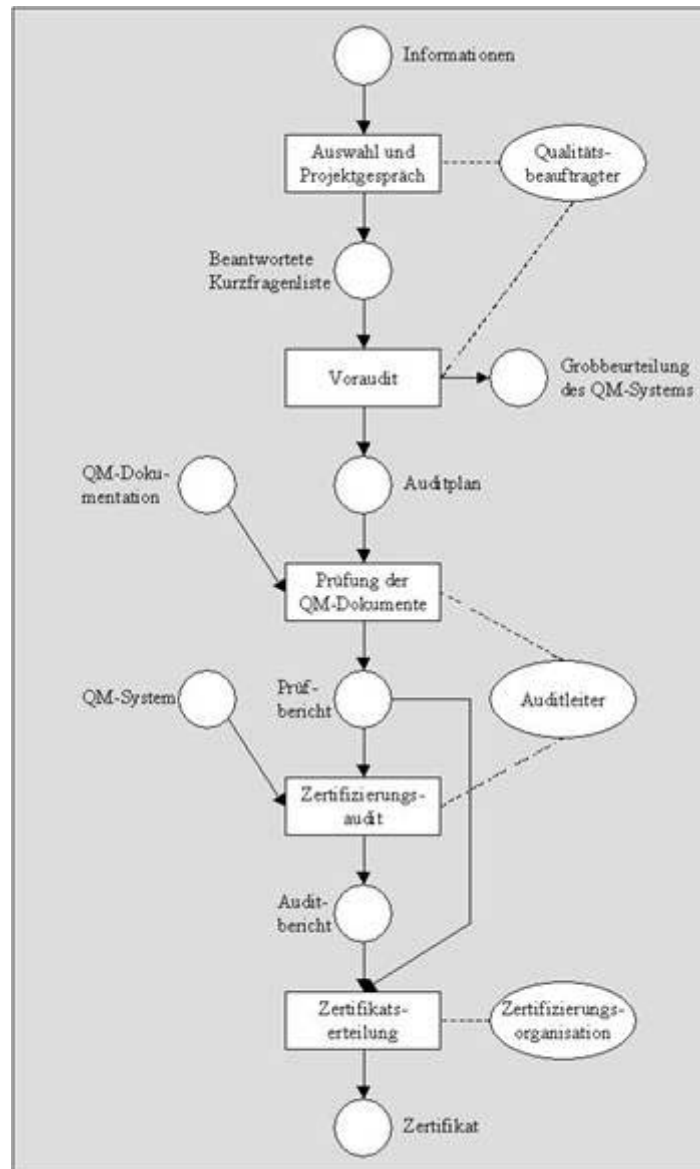 Informationen
Auswahl und
Projektgespräch
Qualitäts-
beauftragter
Beantwortete
Kurzfragenliste
Voraudit
Grobbeurteilung
des QM-Systems
QM-Doku-
mentation
Auditplan
Prüfung der
QM-Dokumente
QM-System
Prüf-
bericht
Auditleiter
Zertifizierungs-
audit
Audit-
bericht
Zertifikats-
erteilung
Zertifizierungs-
organisation
Zertifikat